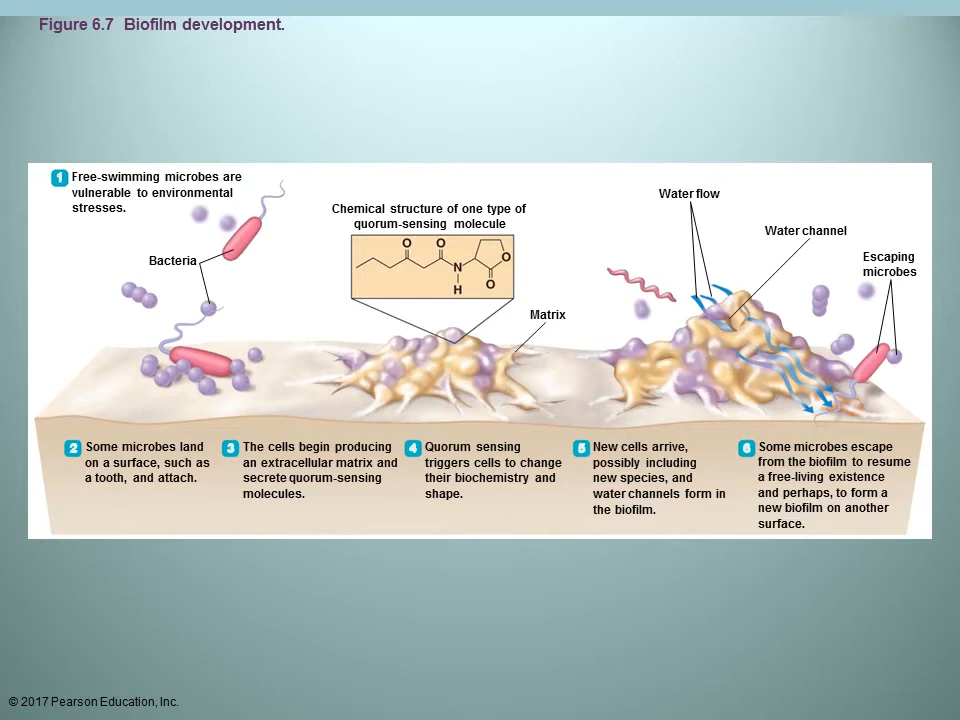 Figure 6.7 Biofilm development.
1 Free-swimming microbes are
vulnerable to environmental
stresses.
Bacteria
Chemical structure of one type of
quorum-sensing molecule
O O
N
H
O
O
Matrix
Water flow
Water channel
Escaping
microbes
2 Some microbes land
on a surface, such as
a tooth, and attach.
3 The cells begin producing
an extracellular matrix and
secrete quorum-sensing
molecules.
4 Quorum sensing
triggers cells to change
their biochemistry and
shape.
5 New cells arrive,
possibly including
new species, and
water channels form in
the biofilm.
6 Some microbes escape
from the biofilm to resume
a free-living existence
and perhaps, to form a
new biofilm on another
surface.
© 2017 Pearson Education, Inc.